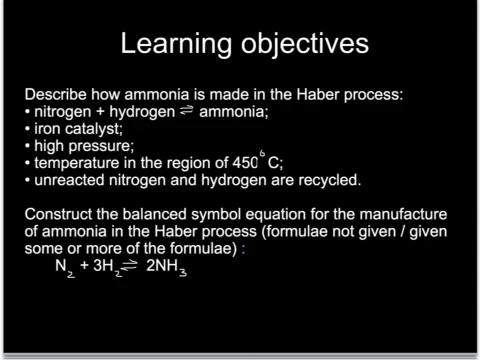 Learning objectives
Describe how ammonia is made in the Haber process:
• nitrogen + hydrogen ⇌ ammonia;
• iron catalyst;
• high pressure;
• temperature in the region of 450°C;
• unreacted nitrogen and hydrogen are recycled.
Construct the balanced symbol equation for the manufacture
of ammonia in the Haber process (formulae not given / given
some or more of the formulae) :
N₂ + 3H₂ ⇌ 2NH₃